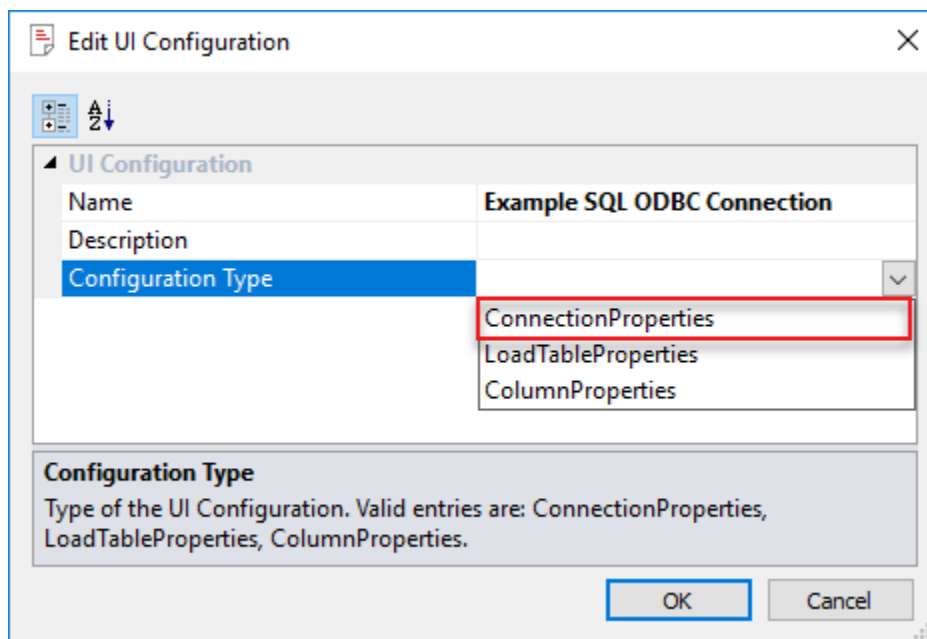 Edit UI Configuration
UI Configuration
Name Example SQL ODBC Connection
Description
Configuration Type
ConnectionProperties
LoadTableProperties
ColumnProperties
Configuration Type
Type of the UI Configuration. Valid entries are: ConnectionProperties,
LoadTableProperties, ColumnProperties.
OK Cancel